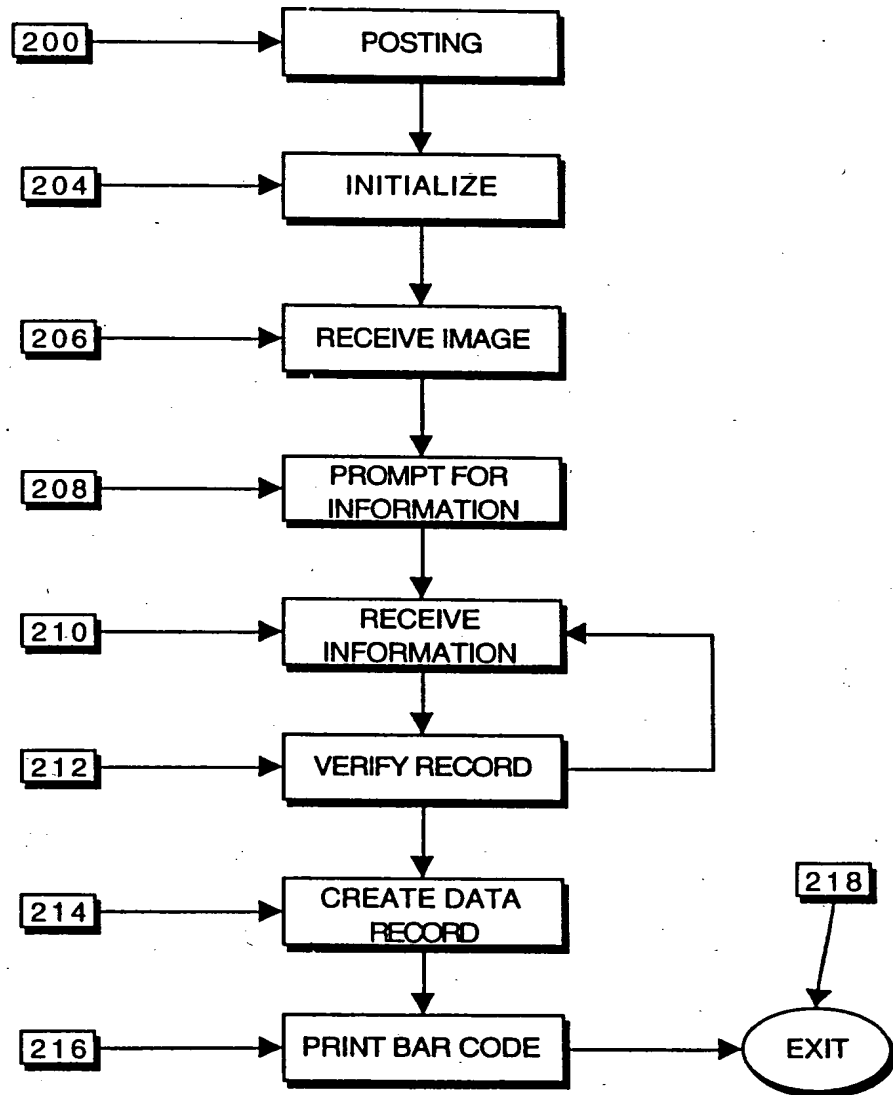 200
POSTING
204
INITIALIZE
206
RECEIVE IMAGE
208
PROMPT FOR
INFORMATION
210
RECEIVE
INFORMATION
212
VERIFY RECORD
214
CREATE DATA
RECORD
218
216
PRINT BAR CODE
EXIT